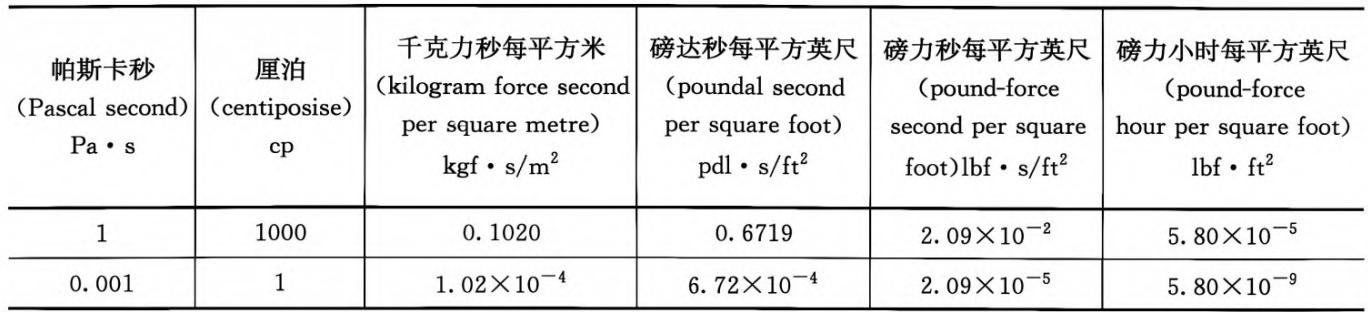 帕斯卡秒
(Pascal second)
Pa・s
厘泊
(centiposise)
cp
千克力秒每平方米
(kilogram force second
per square metre)
kgf・s/m²
磅达秒每平方英尺
(poundal second
per square foot)
pdl・s/ft²
磅力秒每平方英尺
(pound-force
second per square
foot)lbf・s/ft²
磅力小时每平方英尺
(pound-force
hour per square foot)
lbf・ft²
1 1000 0.1020 0.6719 2.09×10⁻² 5.80×10⁻⁵
0.001 1 1.02×10⁻⁴ 6.72×10⁻⁴ 2.09×10⁻⁵ 5.80×10⁻⁹